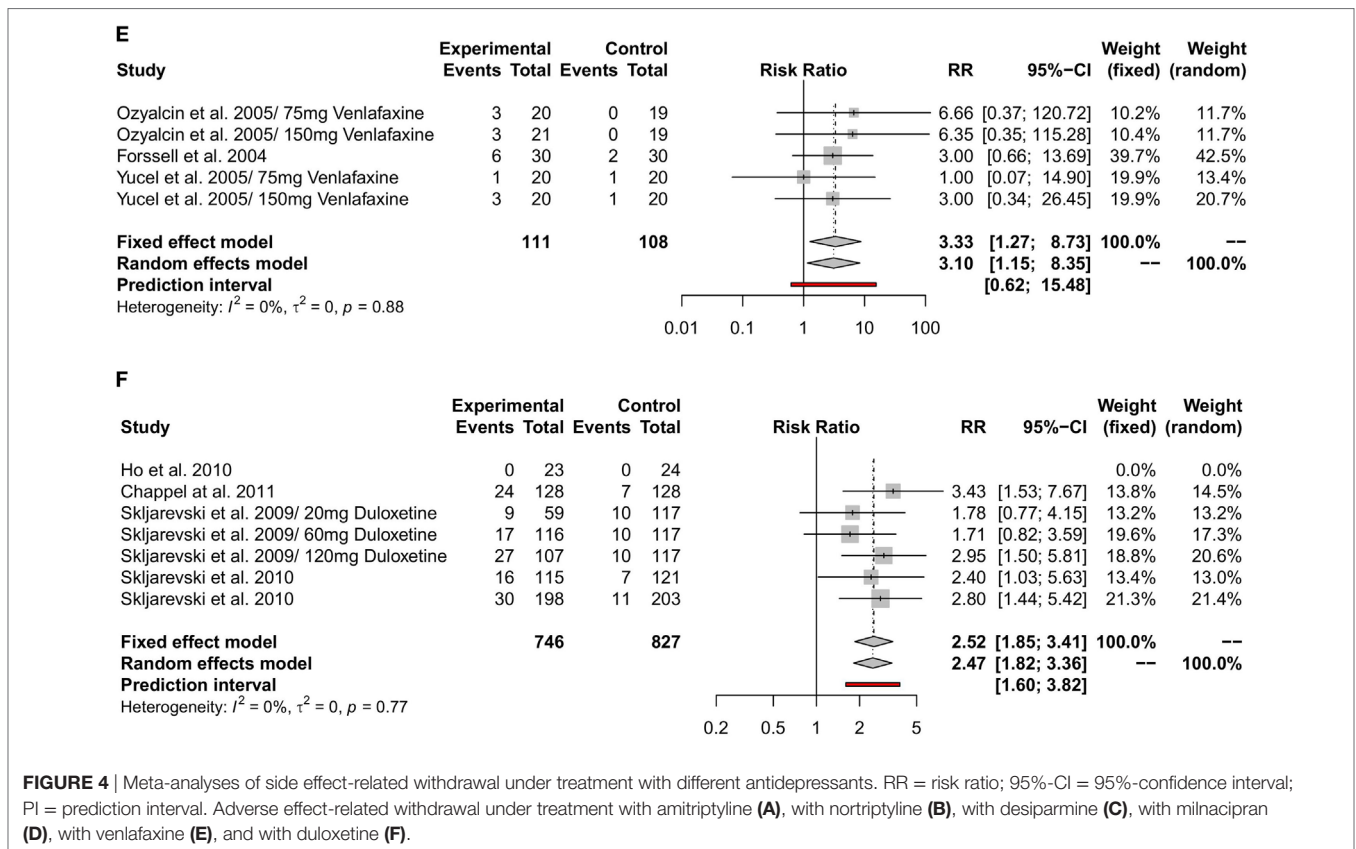 E
Experimental Control Weight Weight
Study Events Total Events Total Risk Ratio RR 95%−CI (fixed) (random)
Ozyalcin et al. 2005/ 75mg Venlafaxine 3 20 0 19 6.66 [0.37; 120.72] 10.2% 11.7%
Ozyalcin et al. 2005/ 150mg Venlafaxine 3 21 0 19 6.35 [0.35; 115.28] 10.4% 11.7%
Forssell et al. 2004 6 30 2 30 3.00 [0.66; 13.69] 39.7% 42.5%
Yucel et al. 2005/ 75mg Venlafaxine 1 20 1 20 1.00 [0.07; 14.90] 19.9% 13.4%
Yucel et al. 2005/ 150mg Venlafaxine 3 20 1 20 3.00 [0.34; 26.45] 19.9% 20.7%
Fixed effect model 111 108 3.33 [1.27; 8.73] 100.0% −−
Random effects model 3.10 [1.15; 8.35] −− 100.0%
Prediction interval [0.62; 15.48]
Heterogeneity: I² = 0%, τ² = 0, p = 0.88
0.01 0.1 1 10 100
F
Experimental Control Weight Weight
Study Events Total Events Total Risk Ratio RR 95%−CI (fixed) (random)
Ho et al. 2010 0 23 0 24 0.0% 0.0%
Chappel at al. 2011 24 128 7 128 3.43 [1.53; 7.67] 13.8% 14.5%
Skljarevski et al. 2009/ 20mg Duloxetine 9 59 10 117 1.78 [0.77; 4.15] 13.2% 13.2%
Skljarevski et al. 2009/ 60mg Duloxetine 17 116 10 117 1.71 [0.82; 3.59] 19.6% 17.3%
Skljarevski et al. 2009/ 120mg Duloxetine 27 107 10 117 2.95 [1.50; 5.81] 18.8% 20.6%
Skljarevski et al. 2010 16 115 7 121 2.40 [1.03; 5.63] 13.4% 13.0%
Skljarevski et al. 2010 30 198 11 203 2.80 [1.44; 5.42] 21.3% 21.4%
Fixed effect model 746 827 2.52 [1.85; 3.41] 100.0% −−
Random effects model 2.47 [1.82; 3.36] −− 100.0%
Prediction interval [1.60; 3.82]
Heterogeneity: I² = 0%, τ² = 0, p = 0.77
0.2 0.5 1 2 5
FIGURE 4 | Meta-analyses of side effect-related withdrawal under treatment with different antidepressants. RR = risk ratio; 95%-CI = 95%-confidence interval;
PI = prediction interval. Adverse effect-related withdrawal under treatment with amitriptyline (A), with nortriptyline (B), with desiparmine (C), with milnacipran
(D), with venlafaxine (E), and with duloxetine (F).